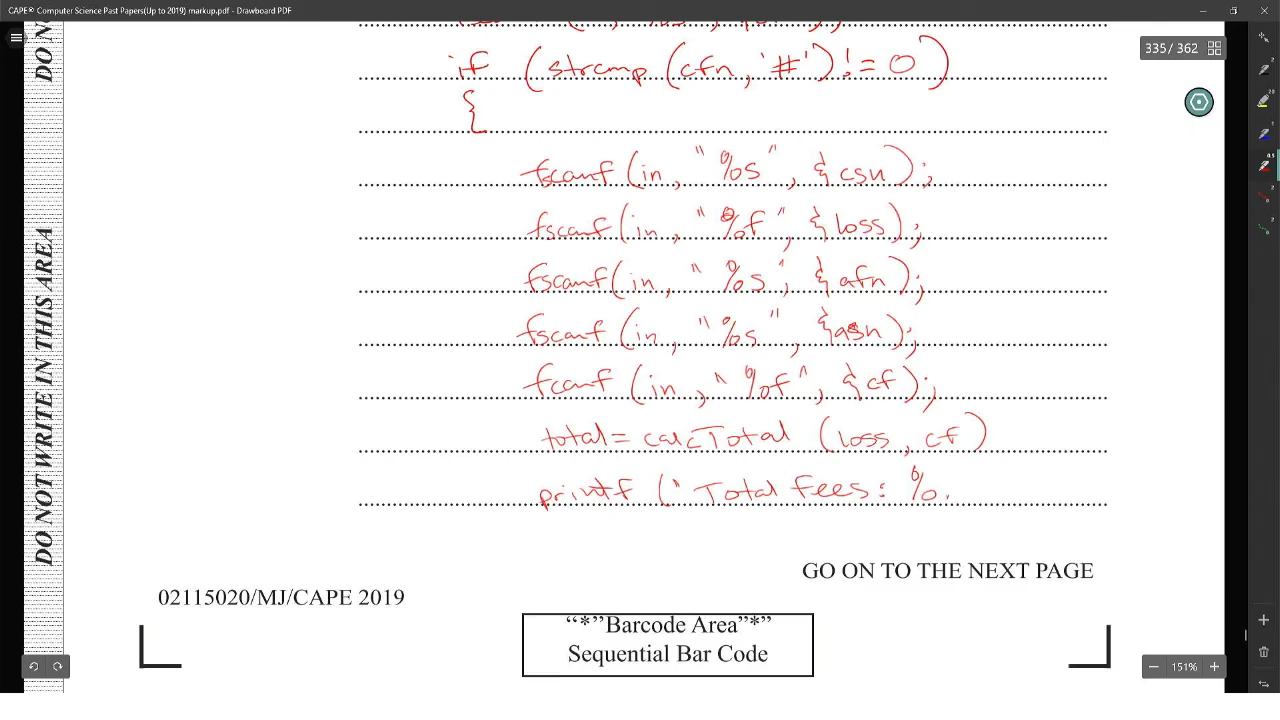 CAPE® Computer Science Past Papers(Up to 2019) markup.pdf - Drawboard PDF
335 / 362
DO NO
if (strcmp (cfn, '#') != 0)
{
fscanf (in, "%s", &csn);
fscanf (in, "%f", &loss);
fscanf (in, "%s", &afn);
fscanf (in, "%s", &asn);
fcanf (in, "%f", &cf);
total = calcTotal (loss, cf)
printf (" Total fees: %.
DO NOT WRITE IN THIS AREA
GO ON TO THE NEXT PAGE
02115020/MJ/CAPE 2019
“*”Barcode Area”*”
Sequential Bar Code
151%